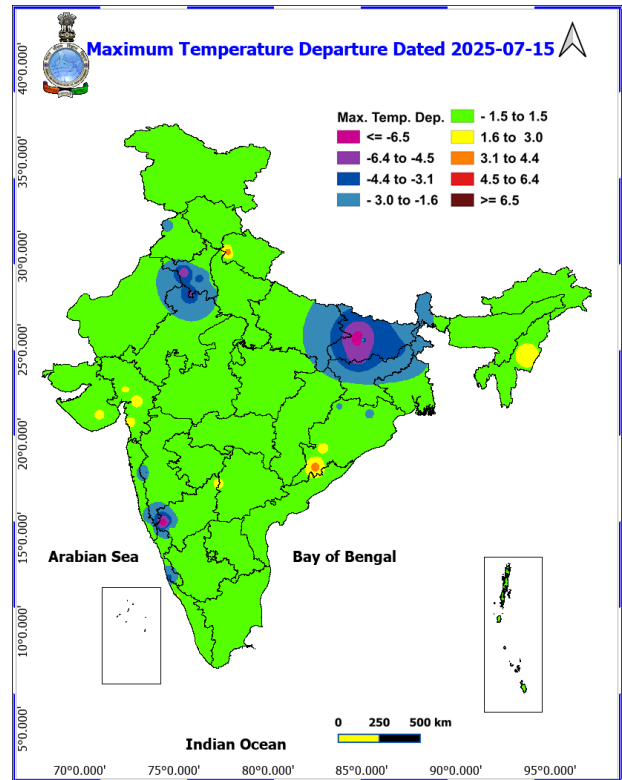 Maximum Temperature Departure Dated 2025-07-15
Max. Temp. Dep.
<= -6.5
-6.4 to -4.5
-4.4 to -3.1
- 3.0 to -1.6
- 1.5 to 1.5
1.6 to 3.0
3.1 to 4.4
4.5 to 6.4
>= 6.5
40°0.000'
35°0.000'
30°0.000'
25°0.000'
20°0.000'
15°0.000'
10°0.000'
5°0.000'
Arabian Sea
Bay of Bengal
Indian Ocean
0 250 500 km
70°0.000' 75°0.000' 80°0.000' 85°0.000' 90°0.000' 95°0.000'